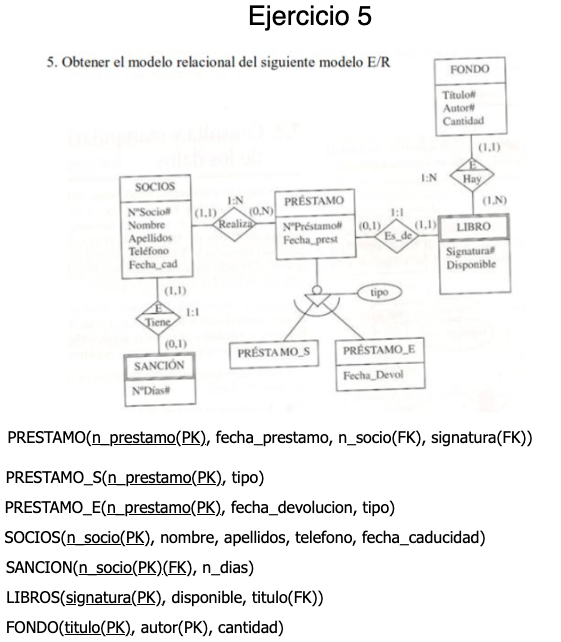 Ejercicio 5
5. Obtener el modelo relacional del siguiente modelo E/R
FONDO
Título#
Autor#
Cantidad
(1,1)
E
1:N
Hay
(1,N)
SOCIOS
NºSocio#
Nombre
Apellidos
Teléfono
Fecha_cad
(1,1)
1:N
Realiza
(0,N)
PRÉSTAMO
NºPréstamo#
Fecha_prest
(0,1)
1:1
Es_de
(1,1)
LIBRO
Signatura#
Disponible
(1,1)
E
Tiene
1:1
(0,1)
tipo
SANCIÓN
NºDías#
PRÉSTAMO_S
PRÉSTAMO_E
Fecha_Devol
PRESTAMO(n_prestamo(PK), fecha_prestamo, n_socio(FK), signatura(FK))
PRESTAMO_S(n_prestamo(PK), tipo)
PRESTAMO_E(n_prestamo(PK), fecha_devolucion, tipo)
SOCIOS(n_socio(PK), nombre, apellidos, telefono, fecha_caducidad)
SANCION(n_socio(PK)(FK), n_dias)
LIBROS(signatura(PK), disponible, titulo(FK))
FONDO(titulo(PK), autor(PK), cantidad)